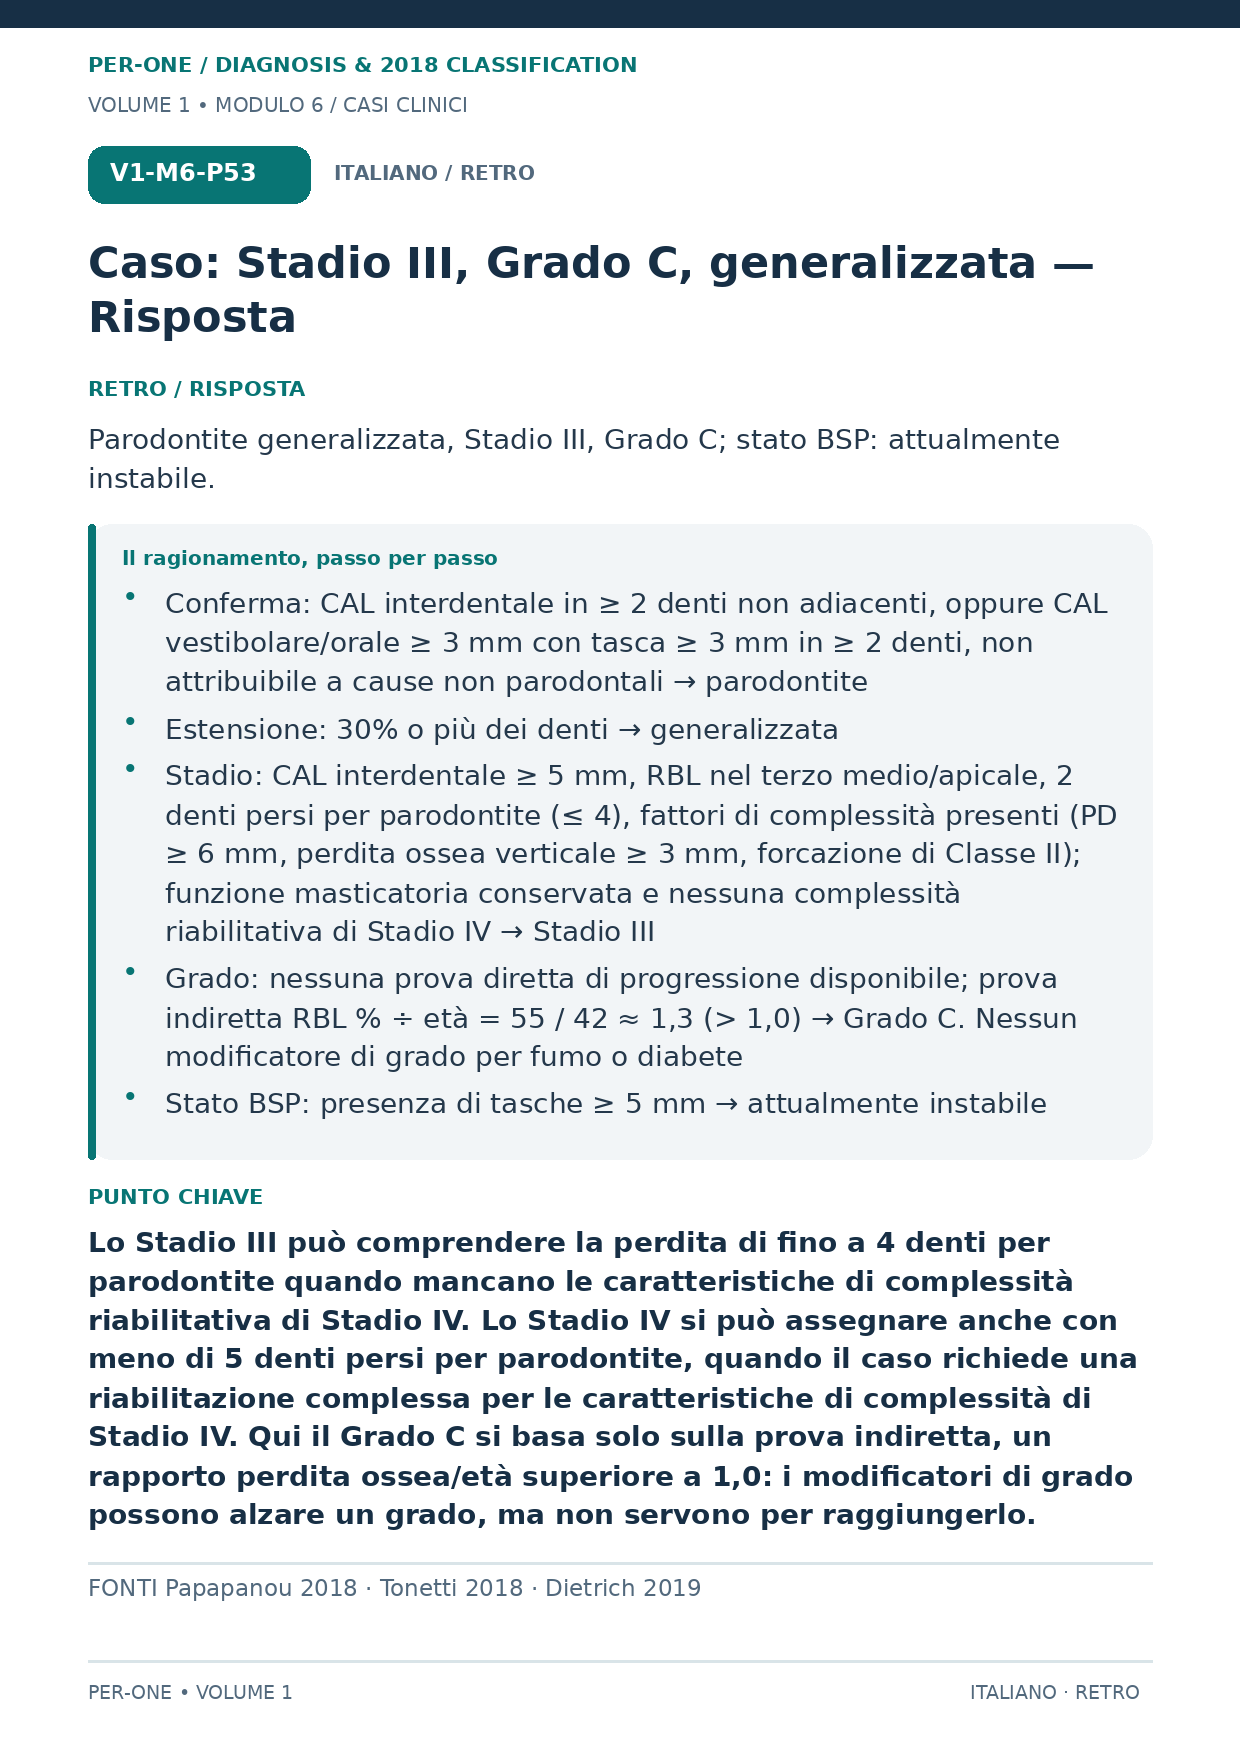 PER-ONE / DIAGNOSIS & 2018 CLASSIFICATION
VOLUME 1 • MODULO 6 / CASI CLINICI
V1-M6-P53
ITALIANO / RETRO
Caso: Stadio III, Grado C, generalizzata —
Risposta
RETRO / RISPOSTA
Parodontite generalizzata, Stadio III, Grado C; stato BSP: attualmente
instabile.
Il ragionamento, passo per passo
• Conferma: CAL interdentale in ≥ 2 denti non adiacenti, oppure CAL
vestibolare/orale ≥ 3 mm con tasca ≥ 3 mm in ≥ 2 denti, non
attribuibile a cause non parodontali → parodontite
• Estensione: 30% o più dei denti → generalizzata
• Stadio: CAL interdentale ≥ 5 mm, RBL nel terzo medio/apicale, 2
denti persi per parodontite (≤ 4), fattori di complessità presenti (PD
≥ 6 mm, perdita ossea verticale ≥ 3 mm, forcazione di Classe II);
funzione masticatoria conservata e nessuna complessità
riabilitativa di Stadio IV → Stadio III
• Grado: nessuna prova diretta di progressione disponibile; prova
indiretta RBL % ÷ età = 55 / 42 ≈ 1,3 (> 1,0) → Grado C. Nessun
modificatore di grado per fumo o diabete
• Stato BSP: presenza di tasche ≥ 5 mm → attualmente instabile
PUNTO CHIAVE
Lo Stadio III può comprendere la perdita di fino a 4 denti per
parodontite quando mancano le caratteristiche di complessità
riabilitativa di Stadio IV. Lo Stadio IV si può assegnare anche con
meno di 5 denti persi per parodontite, quando il caso richiede una
riabilitazione complessa per le caratteristiche di complessità di
Stadio IV. Qui il Grado C si basa solo sulla prova indiretta, un
rapporto perdita ossea/età superiore a 1,0: i modificatori di grado
possono alzare un grado, ma non servono per raggiungerlo.
FONTI Papapanou 2018 · Tonetti 2018 · Dietrich 2019
PER-ONE • VOLUME 1
ITALIANO · RETRO